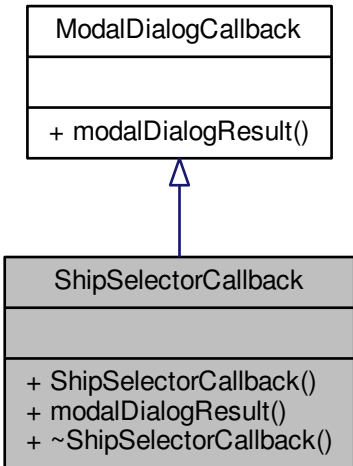 ModalDialogCallback
+ modalDialogResult()
ShipSelectorCallback
+ ShipSelectorCallback()
+ modalDialogResult()
+ ~ShipSelectorCallback()